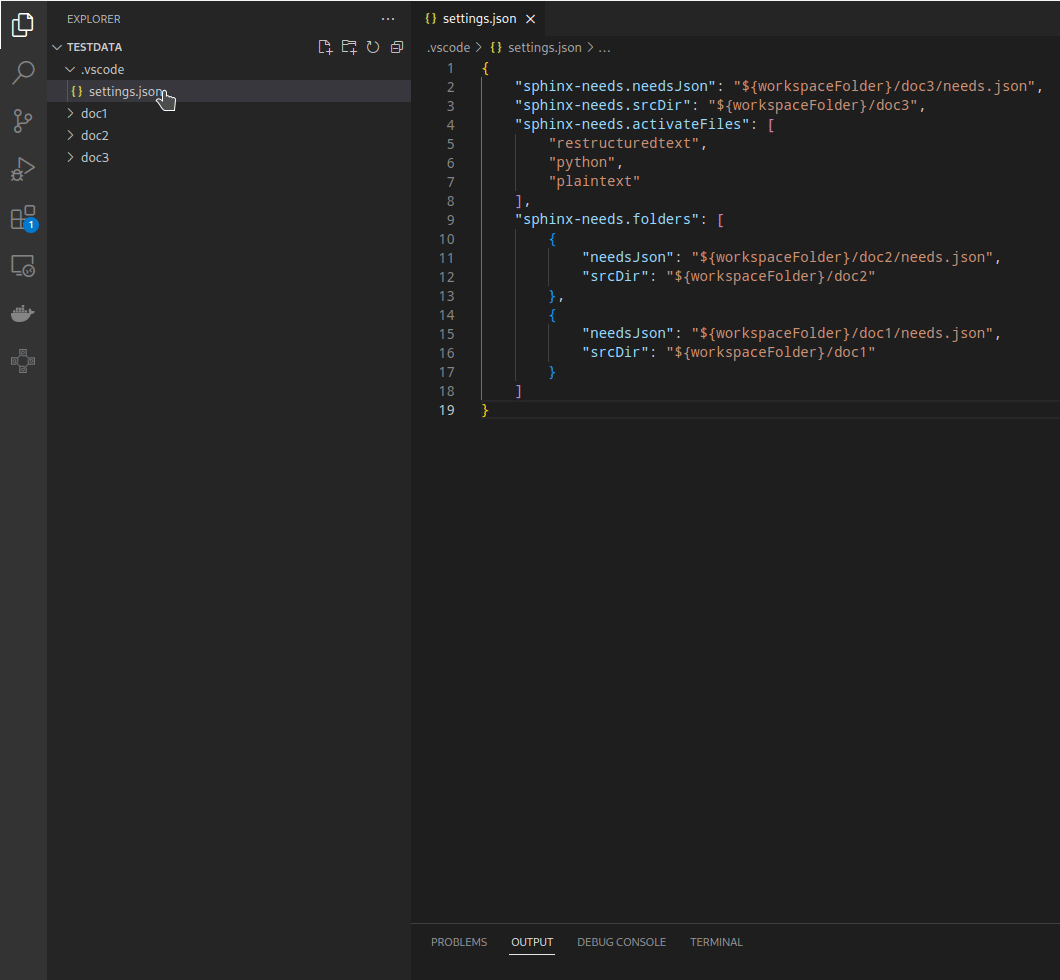 EXPLORER
TESTDATA
.vscode
{} settings.json
doc1
doc2
doc3
1
{} settings.json
.vscode > {} settings.json > ...
1 {
2     "sphinx-needs.needsJson": "${workspaceFolder}/doc3/needs.json",
3     "sphinx-needs.srcDir": "${workspaceFolder}/doc3",
4     "sphinx-needs.activateFiles": [
5         "restructuredtext",
6         "python",
7         "plaintext"
8     ],
9     "sphinx-needs.folders": [
10         {
11             "needsJson": "${workspaceFolder}/doc2/needs.json",
12             "srcDir": "${workspaceFolder}/doc2"
13         },
14         {
15             "needsJson": "${workspaceFolder}/doc1/needs.json",
16             "srcDir": "${workspaceFolder}/doc1"
17         }
18     ]
19 }
PROBLEMS OUTPUT DEBUG CONSOLE TERMINAL